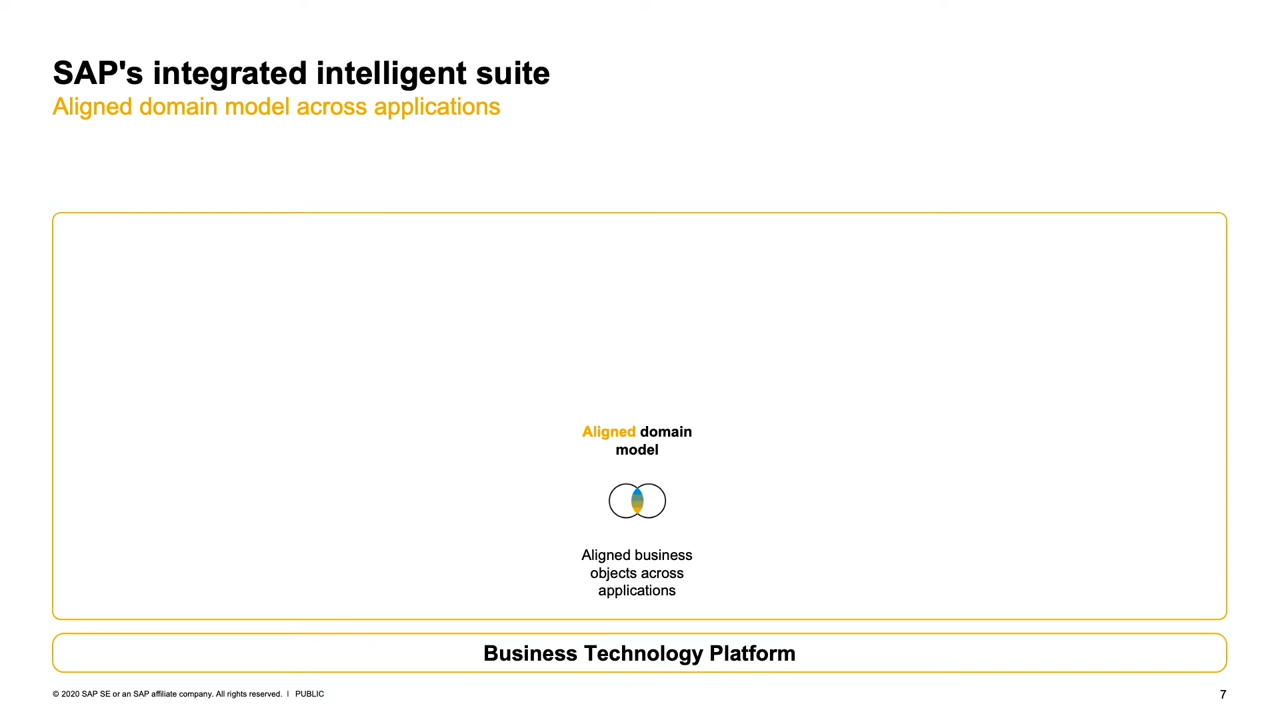 SAP's integrated intelligent suite
Aligned domain model across applications
Aligned domain
model
Aligned business
objects across
applications
Business Technology Platform
© 2020 SAP SE or an SAP affiliate company. All rights reserved. I PUBLIC
7